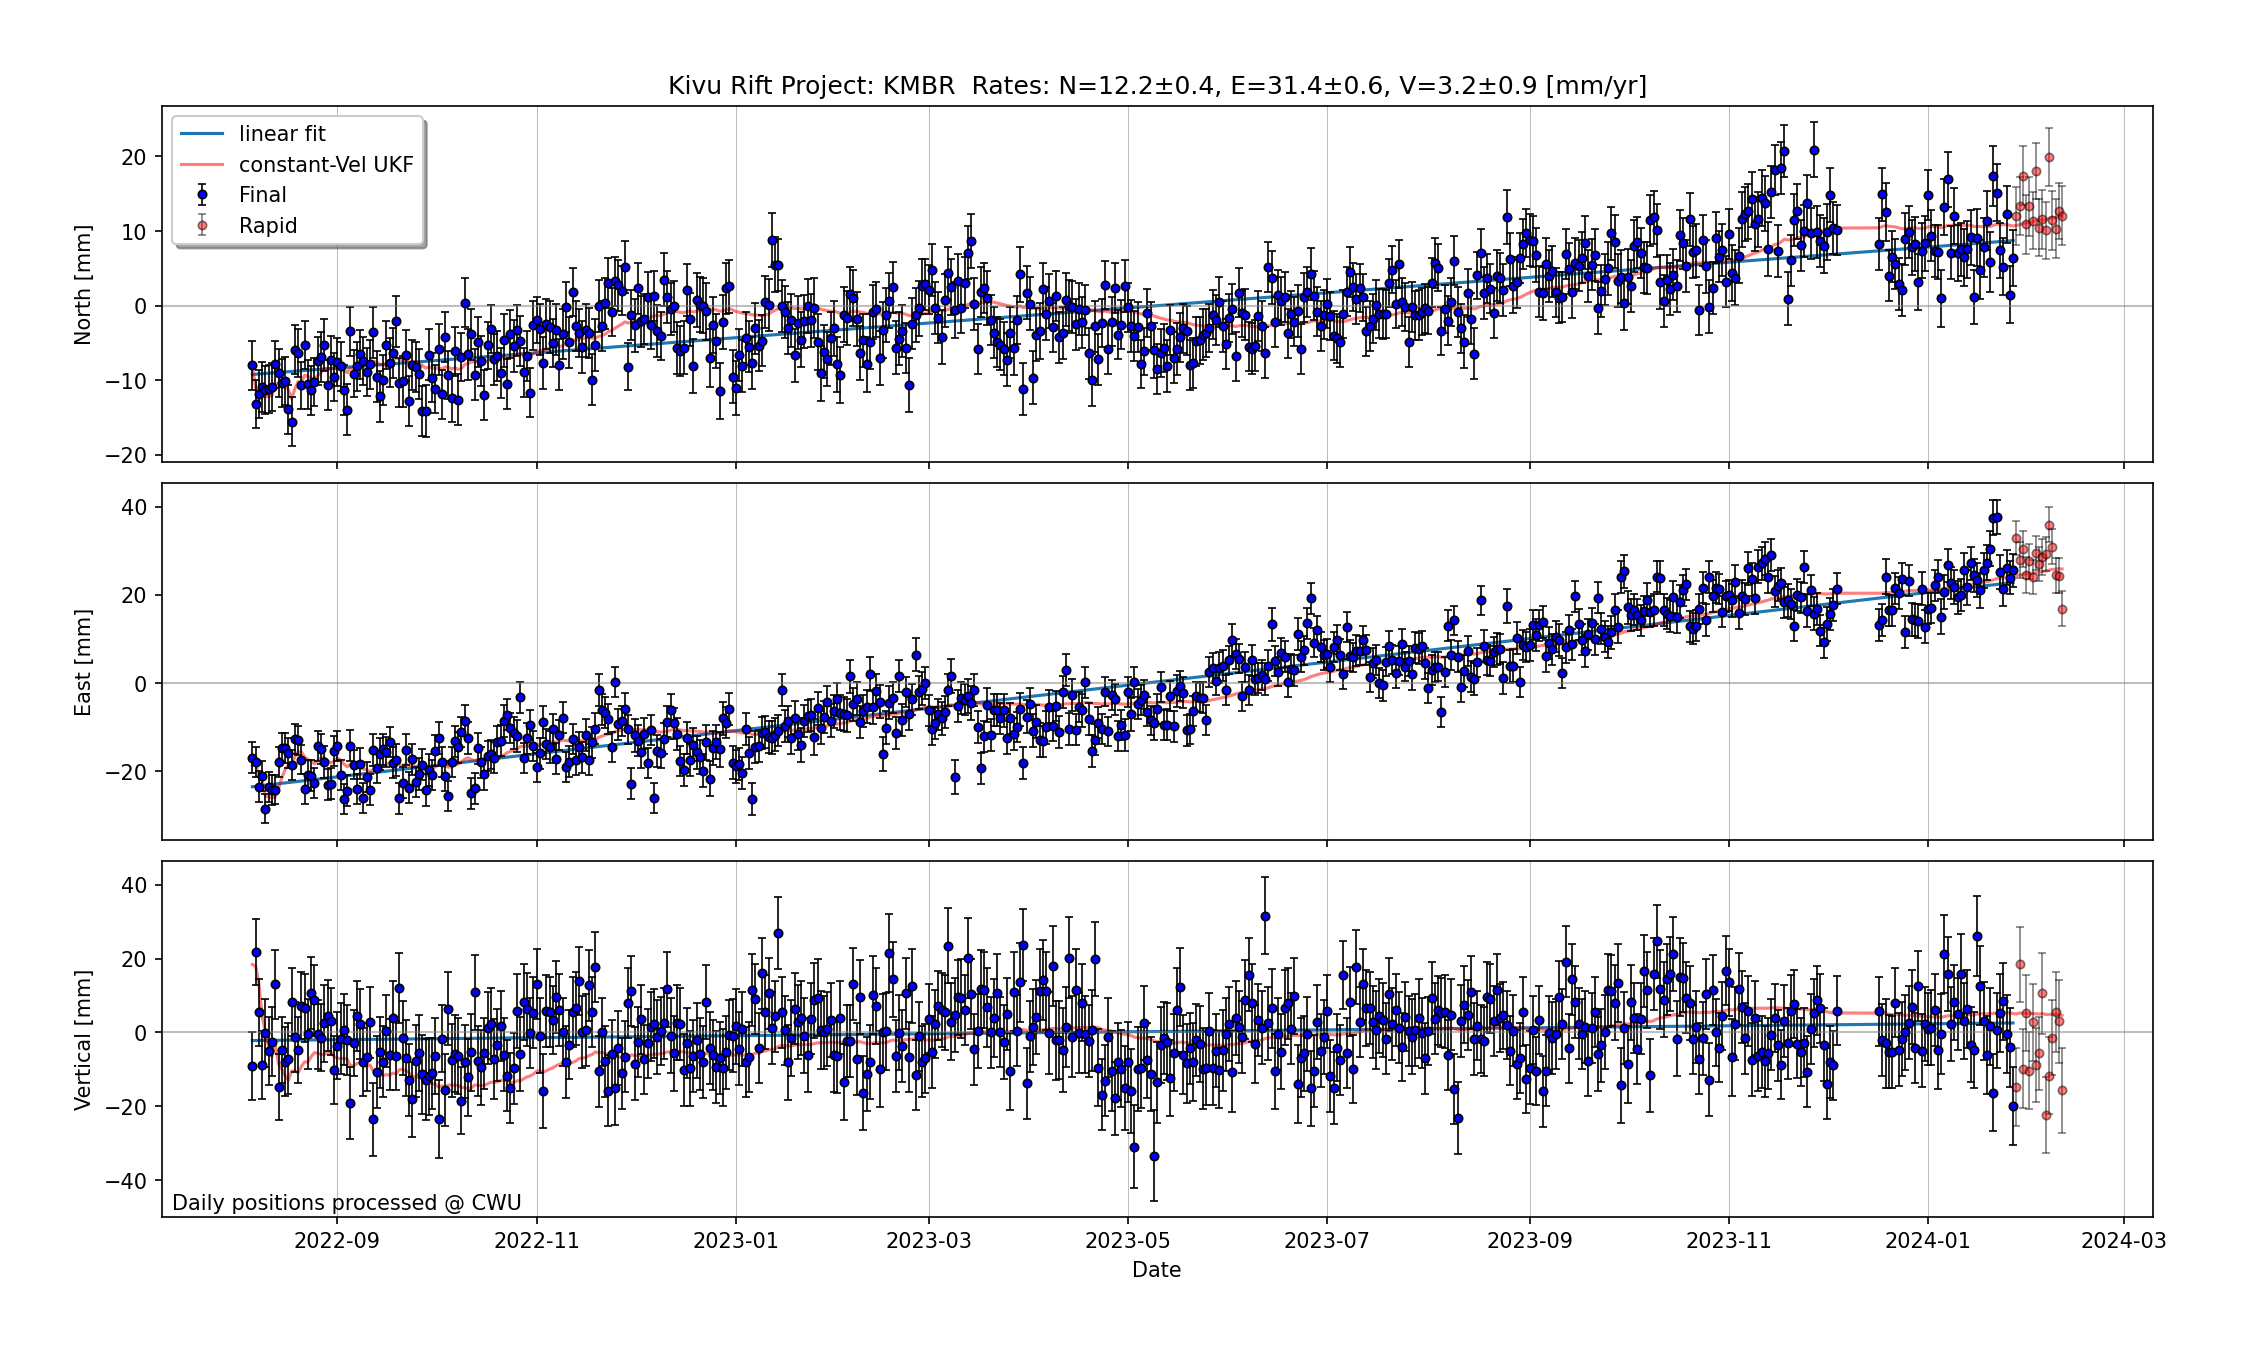 Kivu Rift Project: KMBR  Rates: N=12.2±0.4, E=31.4±0.6, V=3.2±0.9 [mm/yr]
linear fit
constant-Vel UKF
Final
Rapid
North [mm]
20
10
0
−10
−20
East [mm]
40
20
0
−20
Vertical [mm]
40
20
0
−20
−40
Daily positions processed @ CWU
2022-09 2022-11 2023-01 2023-03 2023-05 2023-07 2023-09 2023-11 2024-01 2024-03
Date